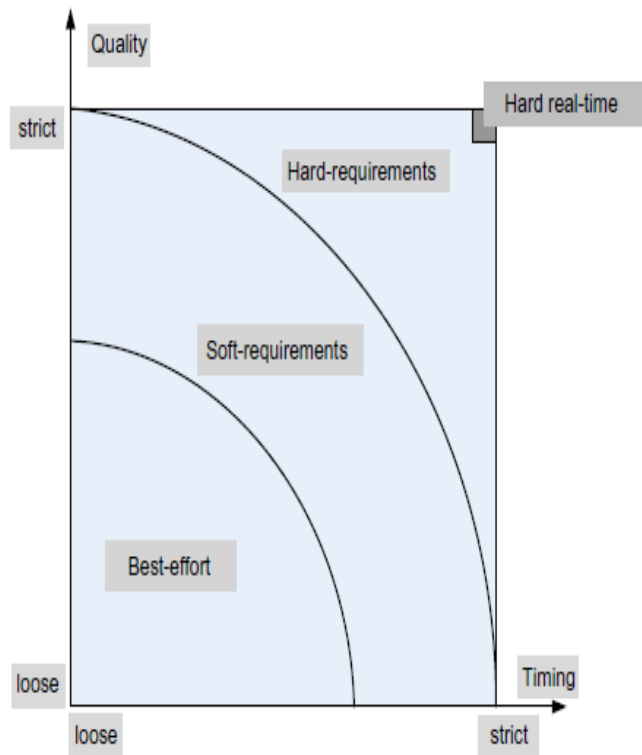 Quality
strict
Hard real-time
Hard-requirements
Soft-requirements
Best-effort
loose
Timing
loose
strict